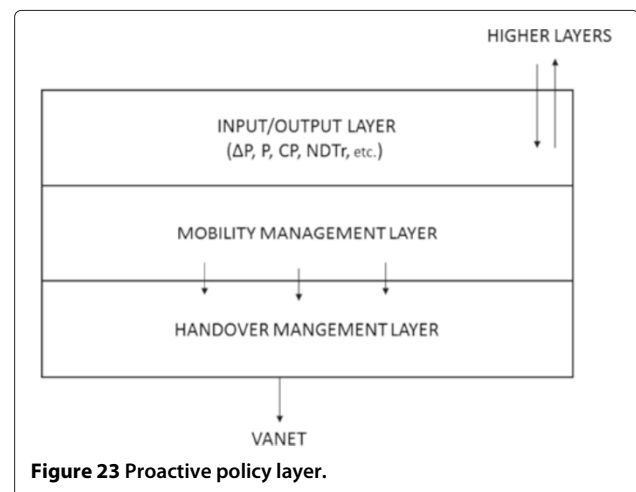 HIGHER LAYERS
INPUT/OUTPUT LAYER
(ΔP, P, CP, NDTr, etc.)
MOBILITY MANAGEMENT LAYER
HANDOVER MANGEMENT LAYER
VANET
Figure 23 Proactive policy layer.